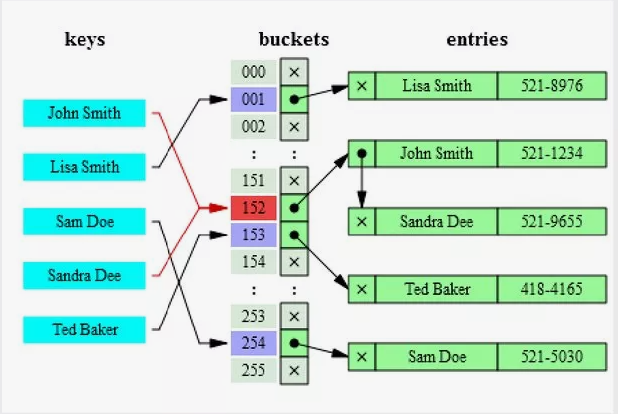 keys buckets entries
000 ×
001 × Lisa Smith 521-8976
John Smith
002 ×
: :
John Smith 521-1234
Lisa Smith
151 ×
152
Sam Doe
× Sandra Dee 521-9655
153
154 ×
Sandra Dee
: :
× Ted Baker 418-4165
253 ×
Ted Baker
254
× Sam Doe 521-5030
255 ×